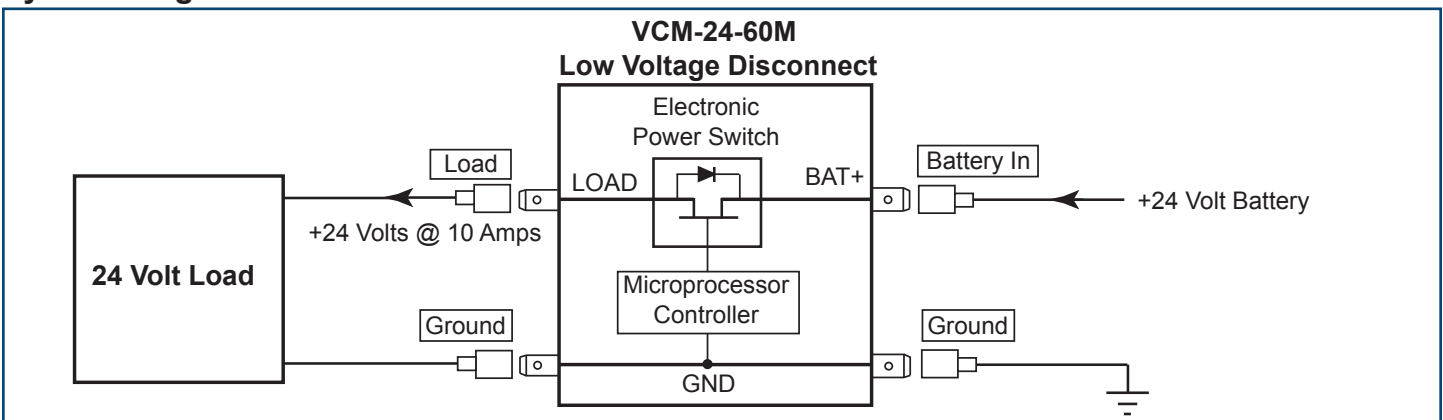 VCM-24-60M
Low Voltage Disconnect
Electronic
Power Switch
Load
LOAD
BAT+
Battery In
+24 Volts @ 10 Amps
+24 Volt Battery
24 Volt Load
Microprocessor
Controller
Ground
Ground
GND